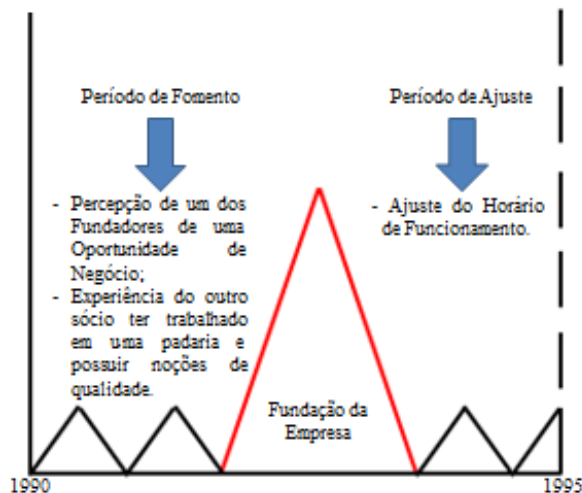 Período de Fomento
- Percepção de um dos
Fundadores de uma
Oportunidade de
Negócio;
- Experiência do outro
sócio ter trabalhado
em uma padaria e
possuir noções de
qualidade.
Período de Ajuste
- Ajuste do Horário
de Funcionamento.
Fundação da
Empresa
1990
1995